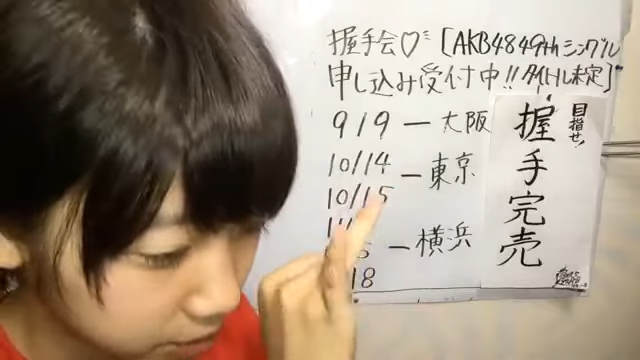 握手会♡ [AKB48 49thシングル
申し込み受付中!! タイトル未定]
9/9 ー 大阪
10/14
10/15
ー 東京
ー 横浜
8
目指せ!
握手完売